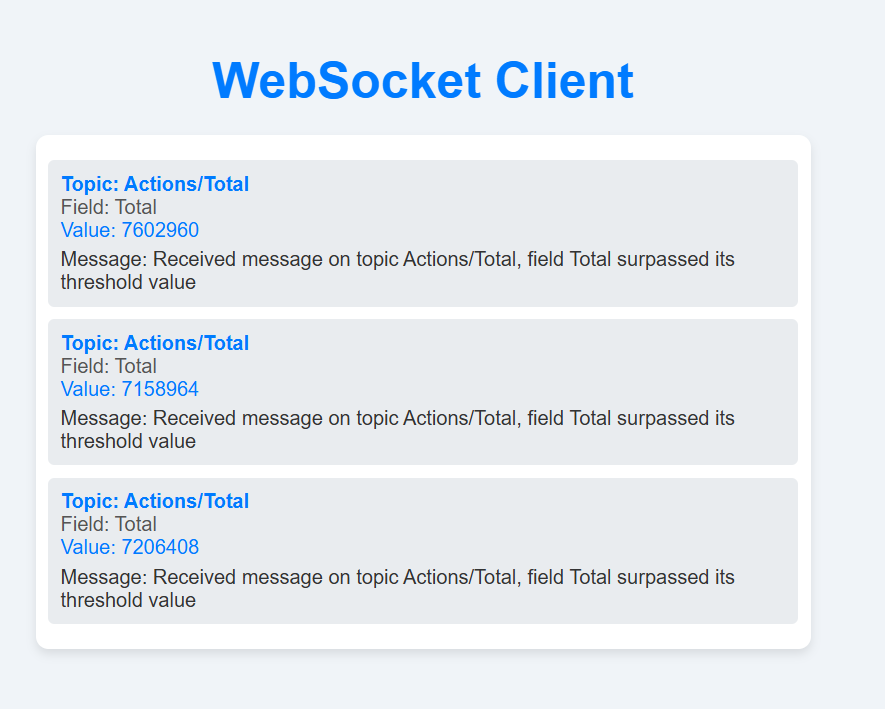 WebSocket Client
Topic: Actions/Total
Field: Total
Value: 7602960
Message: Received message on topic Actions/Total, field Total surpassed its
threshold value
Topic: Actions/Total
Field: Total
Value: 7158964
Message: Received message on topic Actions/Total, field Total surpassed its
threshold value
Topic: Actions/Total
Field: Total
Value: 7206408
Message: Received message on topic Actions/Total, field Total surpassed its
threshold value